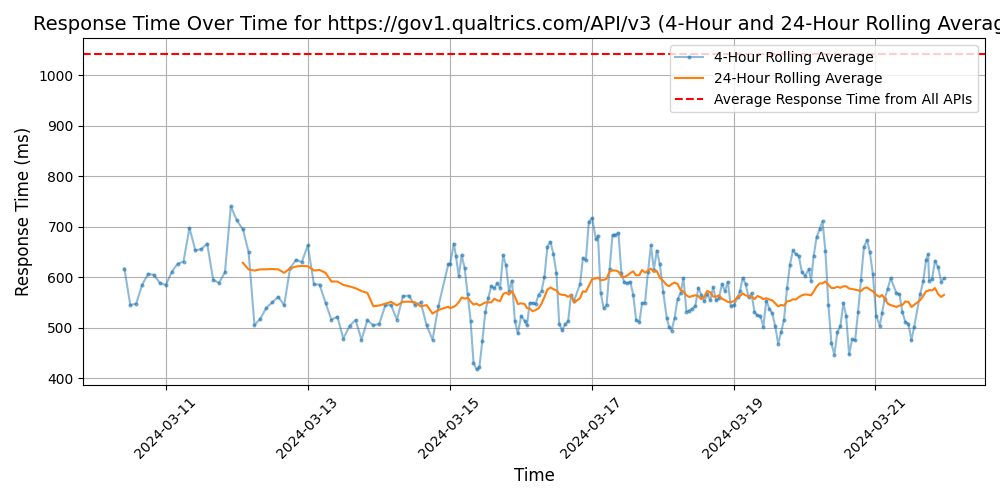 Response Time Over Time for https://gov1.qualtrics.com/API/v3 (4-Hour and 24-Hour Rolling Averag
4-Hour Rolling Average
24-Hour Rolling Average
Average Response Time from All APIs
Response Time (ms)
1000
900
800
700
600
500
400
2024-03-11
2024-03-13
2024-03-15
2024-03-17
2024-03-19
2024-03-21
Time